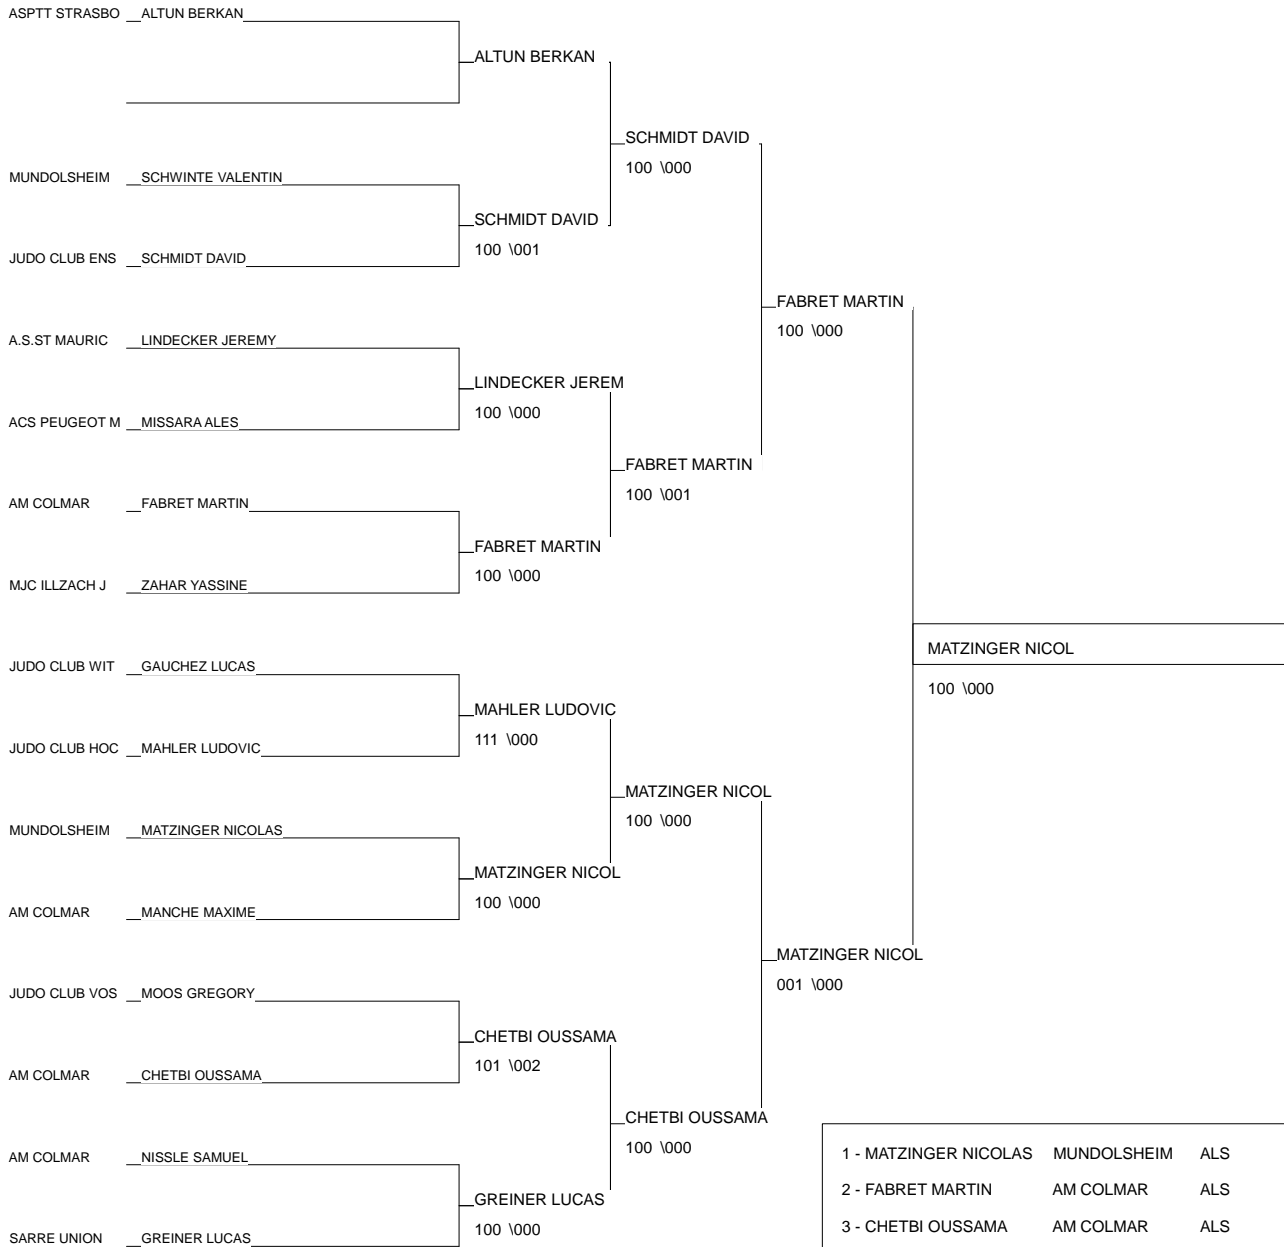 ASPTT STRASBO ALTUN BERKAN
ALTUN BERKAN
SCHMIDT DAVID
100 \000
MUNDOLSHEIM SCHWINTE VALENTIN
SCHMIDT DAVID
100 \001
JUDO CLUB ENS SCHMIDT DAVID
FABRET MARTIN
100 \000
A.S.ST MAURIC LINDECKER JEREMY
LINDECKER JEREM
100 \000
ACS PEUGEOT M MISSARA ALES
FABRET MARTIN
100 \001
AM COLMAR FABRET MARTIN
FABRET MARTIN
100 \000
MJC ILLZACH J ZAHAR YASSINE
MATZINGER NICOL
100 \000
JUDO CLUB WIT GAUCHEZ LUCAS
MAHLER LUDOVIC
111 \000
JUDO CLUB HOC MAHLER LUDOVIC
MATZINGER NICOL
100 \000
MUNDOLSHEIM MATZINGER NICOLAS
MATZINGER NICOL
100 \000
AM COLMAR MANCHE MAXIME
MATZINGER NICOL
001 \000
JUDO CLUB VOS MOOS GREGORY
CHETBI OUSSAMA
101 \002
AM COLMAR CHETBI OUSSAMA
CHETBI OUSSAMA
100 \000
AM COLMAR NISSLE SAMUEL
GREINER LUCAS
100 \000
SARRE UNION GREINER LUCAS
1 - MATZINGER NICOLAS MUNDOLSHEIM ALS
2 - FABRET MARTIN AM COLMAR ALS
3 - CHETBI OUSSAMA AM COLMAR ALS